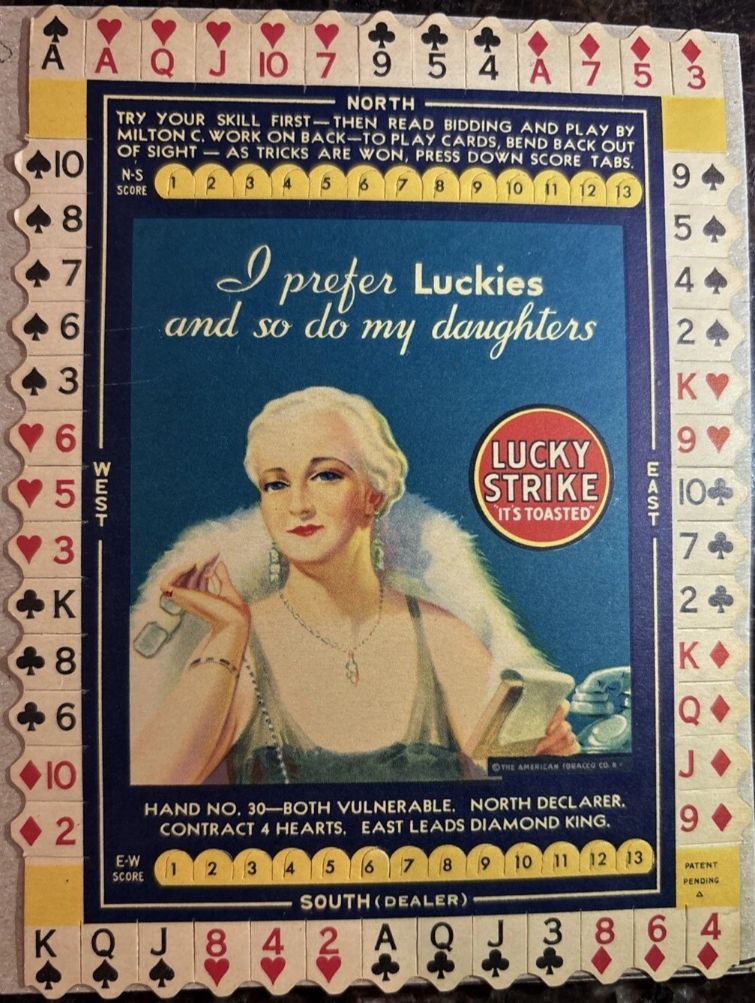 ♠A ♥A ♥Q ♥J ♥10 ♥7 ♣9 ♣5 ♣4 ♦A ♦7 ♦5 ♦3
NORTH
TRY YOUR SKILL FIRST—THEN READ BIDDING AND PLAY BY
MILTON C. WORK ON BACK—TO PLAY CARDS, BEND BACK OUT
OF SIGHT — AS TRICKS ARE WON, PRESS DOWN SCORE TABS.
N-S
SCORE
1 2 3 4 5 6 7 8 9 10 11 12 13
♠10
♠8
♠7
♠6
♠3
♥6
♥5
♥3
♣K
♣8
♣6
♦10
♦2
WEST
I prefer Luckies
and so do my daughters
LUCKY
STRIKE
"IT'S TOASTED"
EAST
9♠
5♠
4♠
2♠
K♥
9♥
10♣
7♣
2♣
K♦
Q♦
J♦
9♦
© THE AMERICAN TOBACCO CO.
HAND NO. 30—BOTH VULNERABLE. NORTH DECLARER.
CONTRACT 4 HEARTS. EAST LEADS DIAMOND KING.
E-W
SCORE
1 2 3 4 5 6 7 8 9 10 11 12 13
PATENT
PENDING
SOUTH (DEALER)
K♠ Q♠ J♠ 8♥ 4♥ 2♥ A♣ Q♣ J♣ 3♣ 8♦ 6♦ 4♦